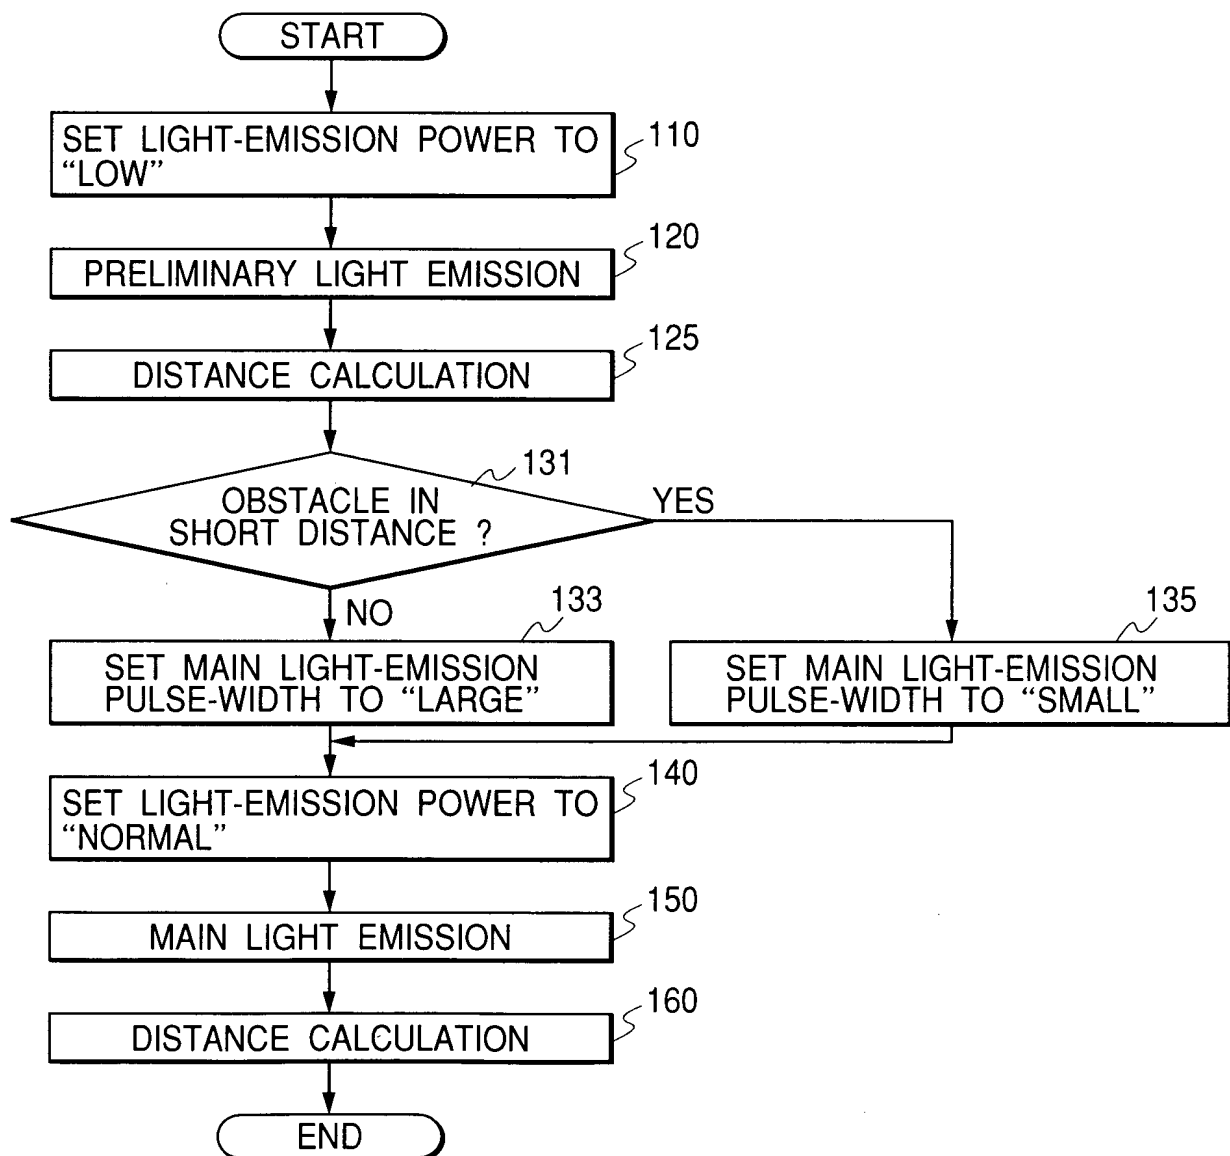 START
SET LIGHT-EMISSION POWER TO
“LOW”
110
PRELIMINARY LIGHT EMISSION
120
DISTANCE CALCULATION
125
OBSTACLE IN
SHORT DISTANCE ?
131
YES
NO
SET MAIN LIGHT-EMISSION
PULSE-WIDTH TO “LARGE”
133
SET MAIN LIGHT-EMISSION
PULSE-WIDTH TO “SMALL”
135
SET LIGHT-EMISSION POWER TO
“NORMAL”
140
MAIN LIGHT EMISSION
150
DISTANCE CALCULATION
160
END